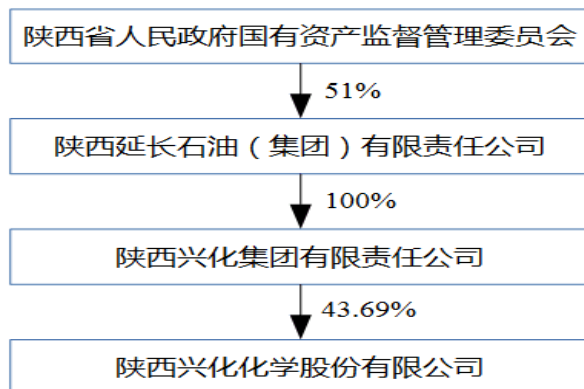 陕西省人民政府国有资产监督管理委员会
51%
陕西延长石油（集团）有限责任公司
100%
陕西兴化集团有限责任公司
43.69%
陕西兴化化学股份有限公司